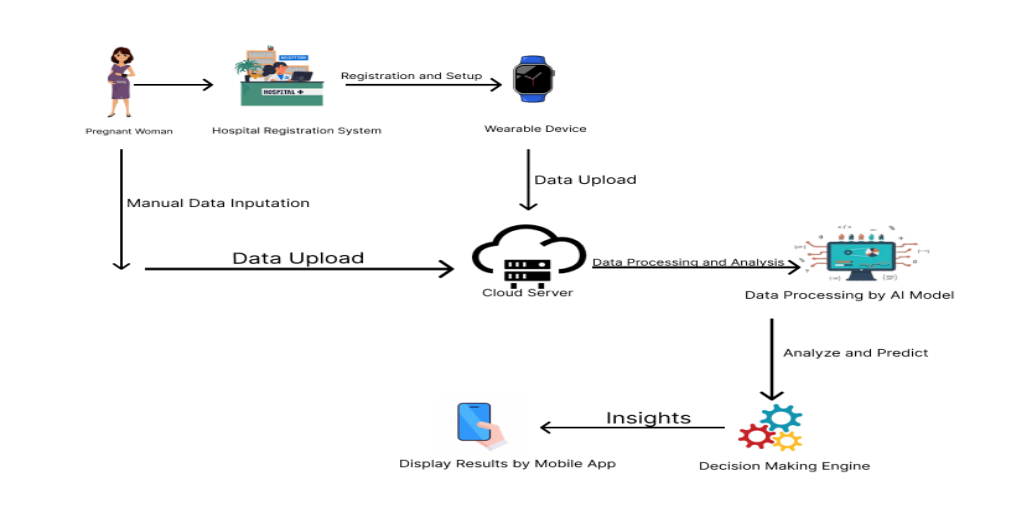 RECEPTION
HOSPITAL +
Registration and Setup
Pregnant Woman
Hospital Registration System
Wearable Device
Data Upload
Manual Data Inputation
Data Upload
Data Processing and Analysis
Cloud Server
Data Processing by AI Model
Analyze and Predict
Insights
Display Results by Mobile App
Decision Making Engine